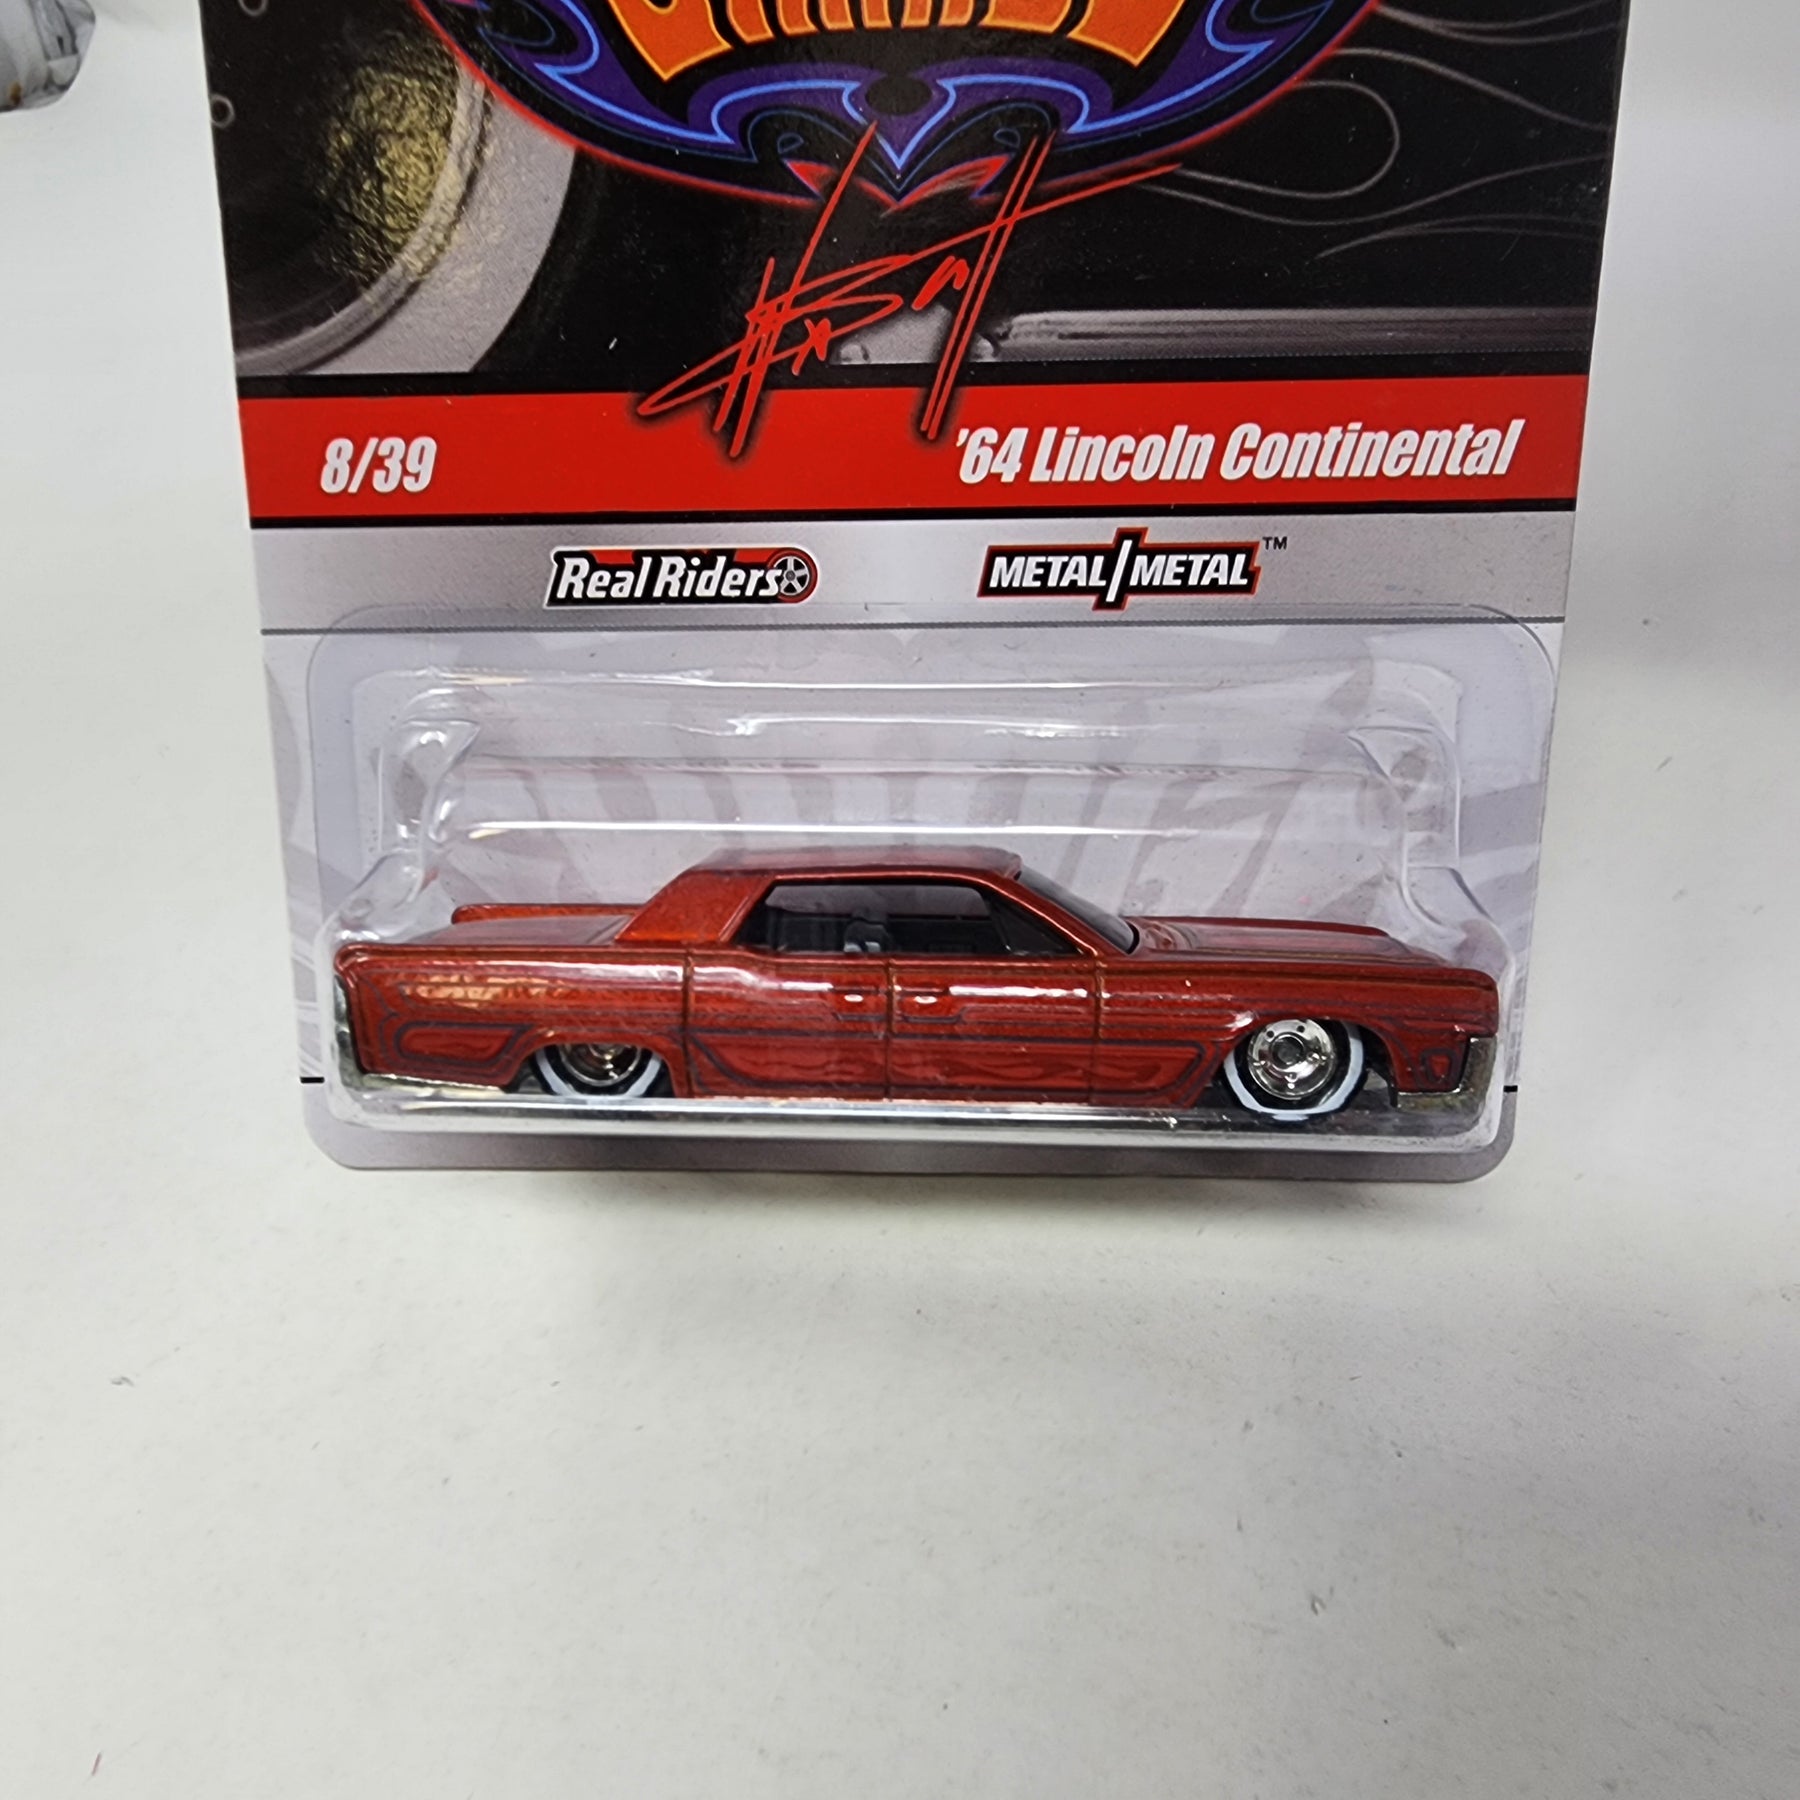 8/39
'64 Lincoln Continental
Real Riders
METAL/METAL™